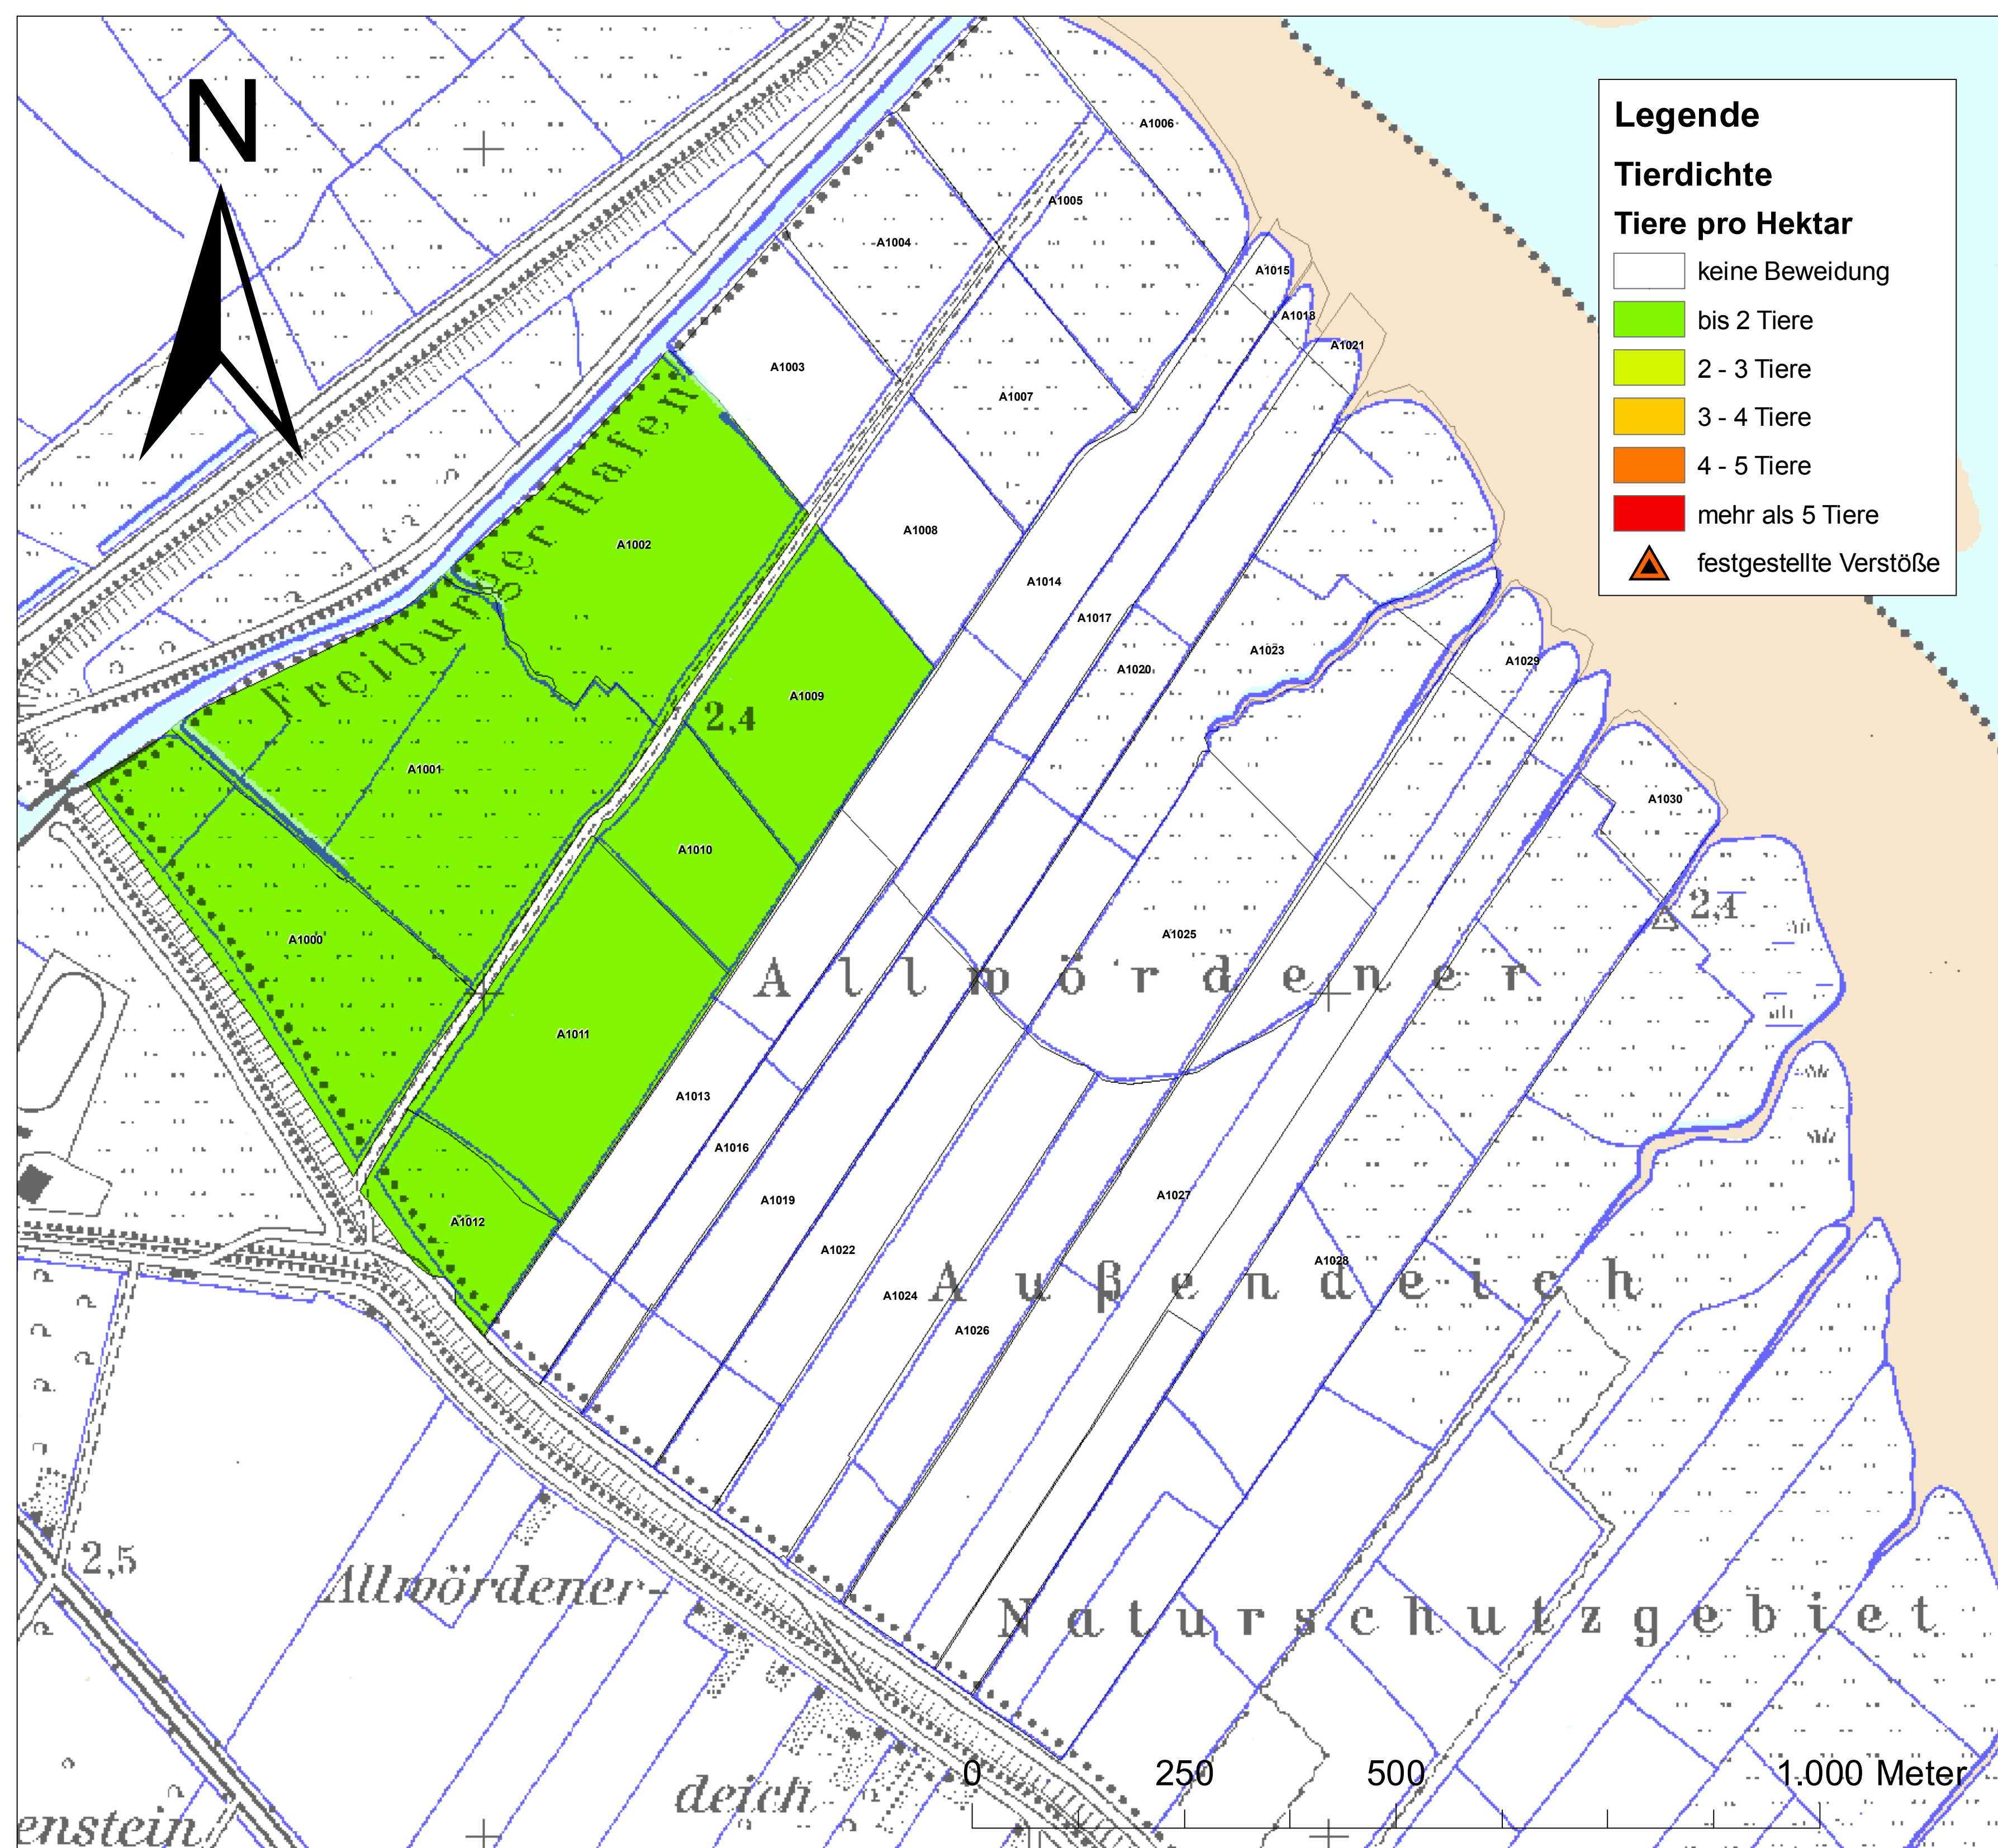 N
Legende
Tierdichte
Tiere pro Hektar
keine Beweidung
bis 2 Tiere
2 - 3 Tiere
3 - 4 Tiere
4 - 5 Tiere
mehr als 5 Tiere
festgestellte Verstöße
A1006
A1005
A1004
A1015
A1018
A1021
A1003
A1007
Freiburger Hafen
A1002
A1008
A1014
A1017
A1023
A1029
A1020
A1009
2,4
A1001
A1030
A1010
2,4
A1000
A1025
Allwördener
A1011
A1013
A1016
A1027
A1019
A1012
A1022
A1028
Außendeich
A1024
A1026
2,5
Allwördener-
Naturschutzgebiet
deich
0 250 500 1.000 Meter
enstein